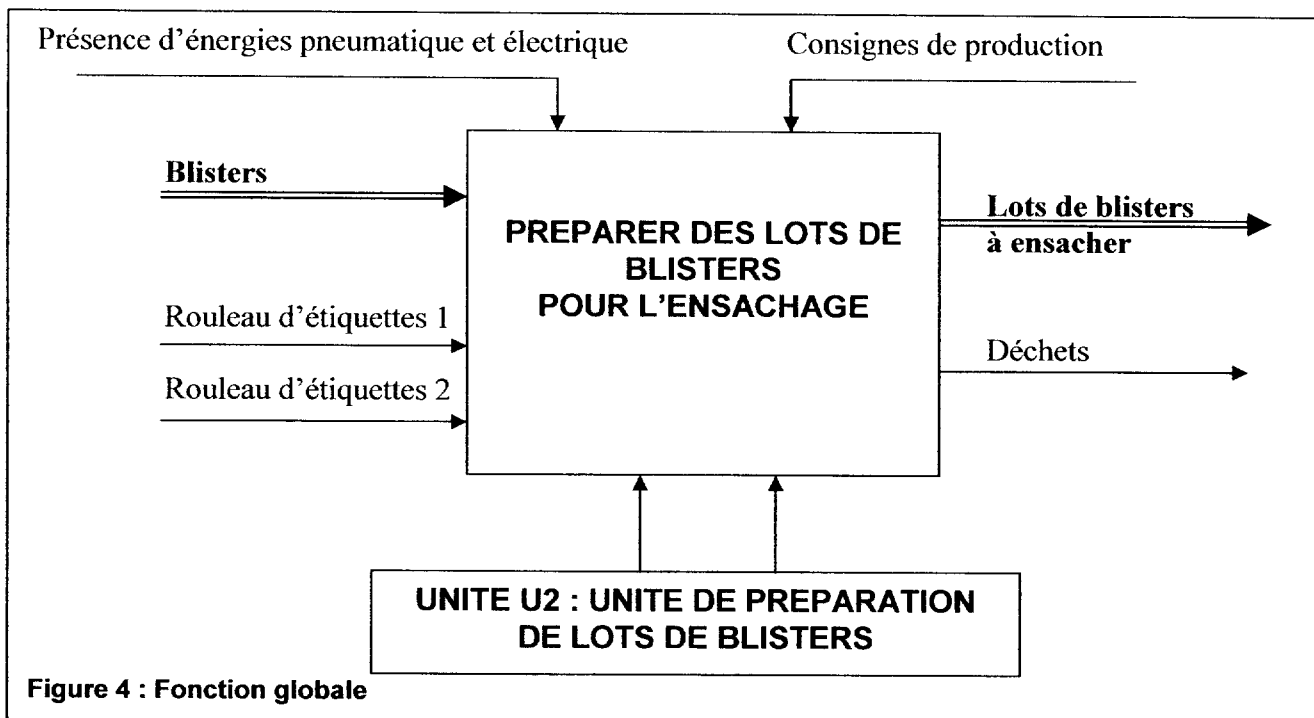 Présence d'énergies pneumatique et électrique
Consignes de production
Blisters
PREPARER DES LOTS DE
BLISTERS
POUR L'ENSACHAGE
Lots de blisters
à ensacher
Rouleau d'étiquettes 1
Déchets
Rouleau d'étiquettes 2
UNITE U2 : UNITE DE PREPARATION
DE LOTS DE BLISTERS
Figure 4 : Fonction globale